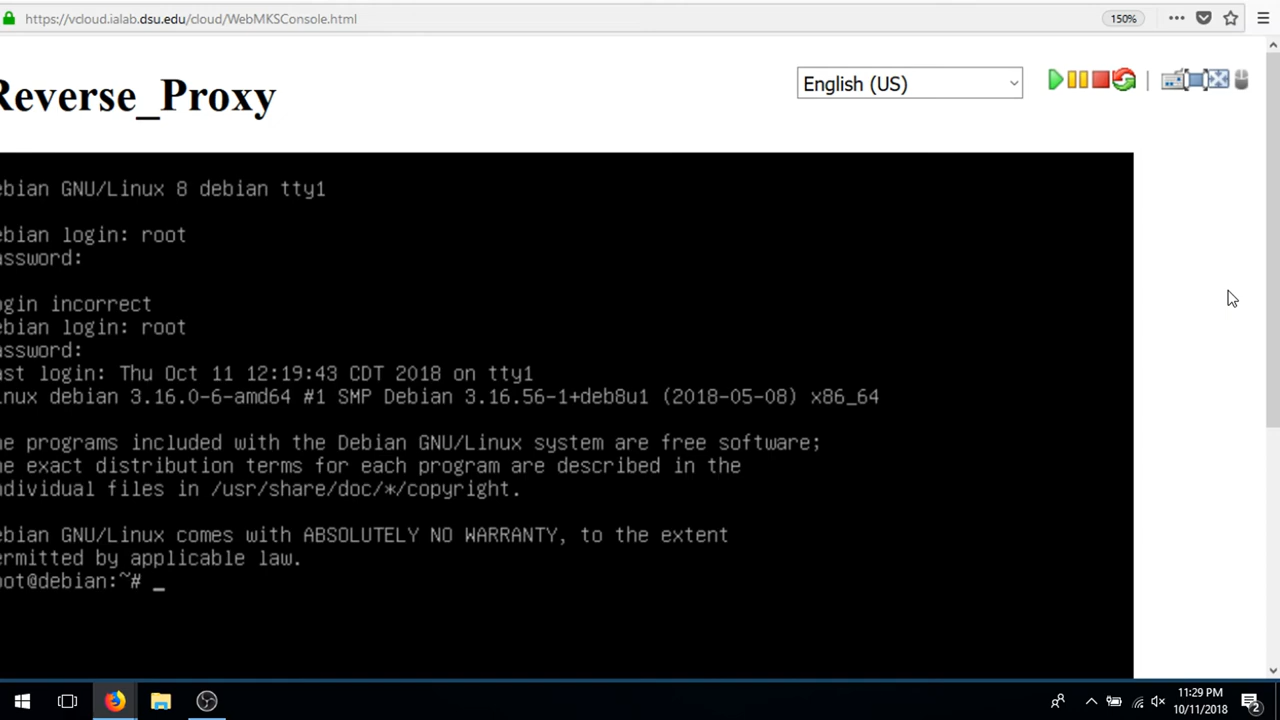 https://vcloud.ialab.dsu.edu/cloud/WebMKSConsole.html
150%
Reverse_Proxy
English (US)
ebian GNU/Linux 8 debian tty1
ebian login: root
assword:
ogin incorrect
ebian login: root
assword:
ast login: Thu Oct 11 12:19:43 CDT 2018 on tty1
inux debian 3.16.0-6-amd64 #1 SMP Debian 3.16.56-1+deb8u1 (2018-05-08) x86_64
he programs included with the Debian GNU/Linux system are free software;
he exact distribution terms for each program are described in the
ndividual files in /usr/share/doc/*/copyright.
ebian GNU/Linux comes with ABSOLUTELY NO WARRANTY, to the extent
ermitted by applicable law.
oot@debian:~# _
11:29 PM
10/11/2018
2